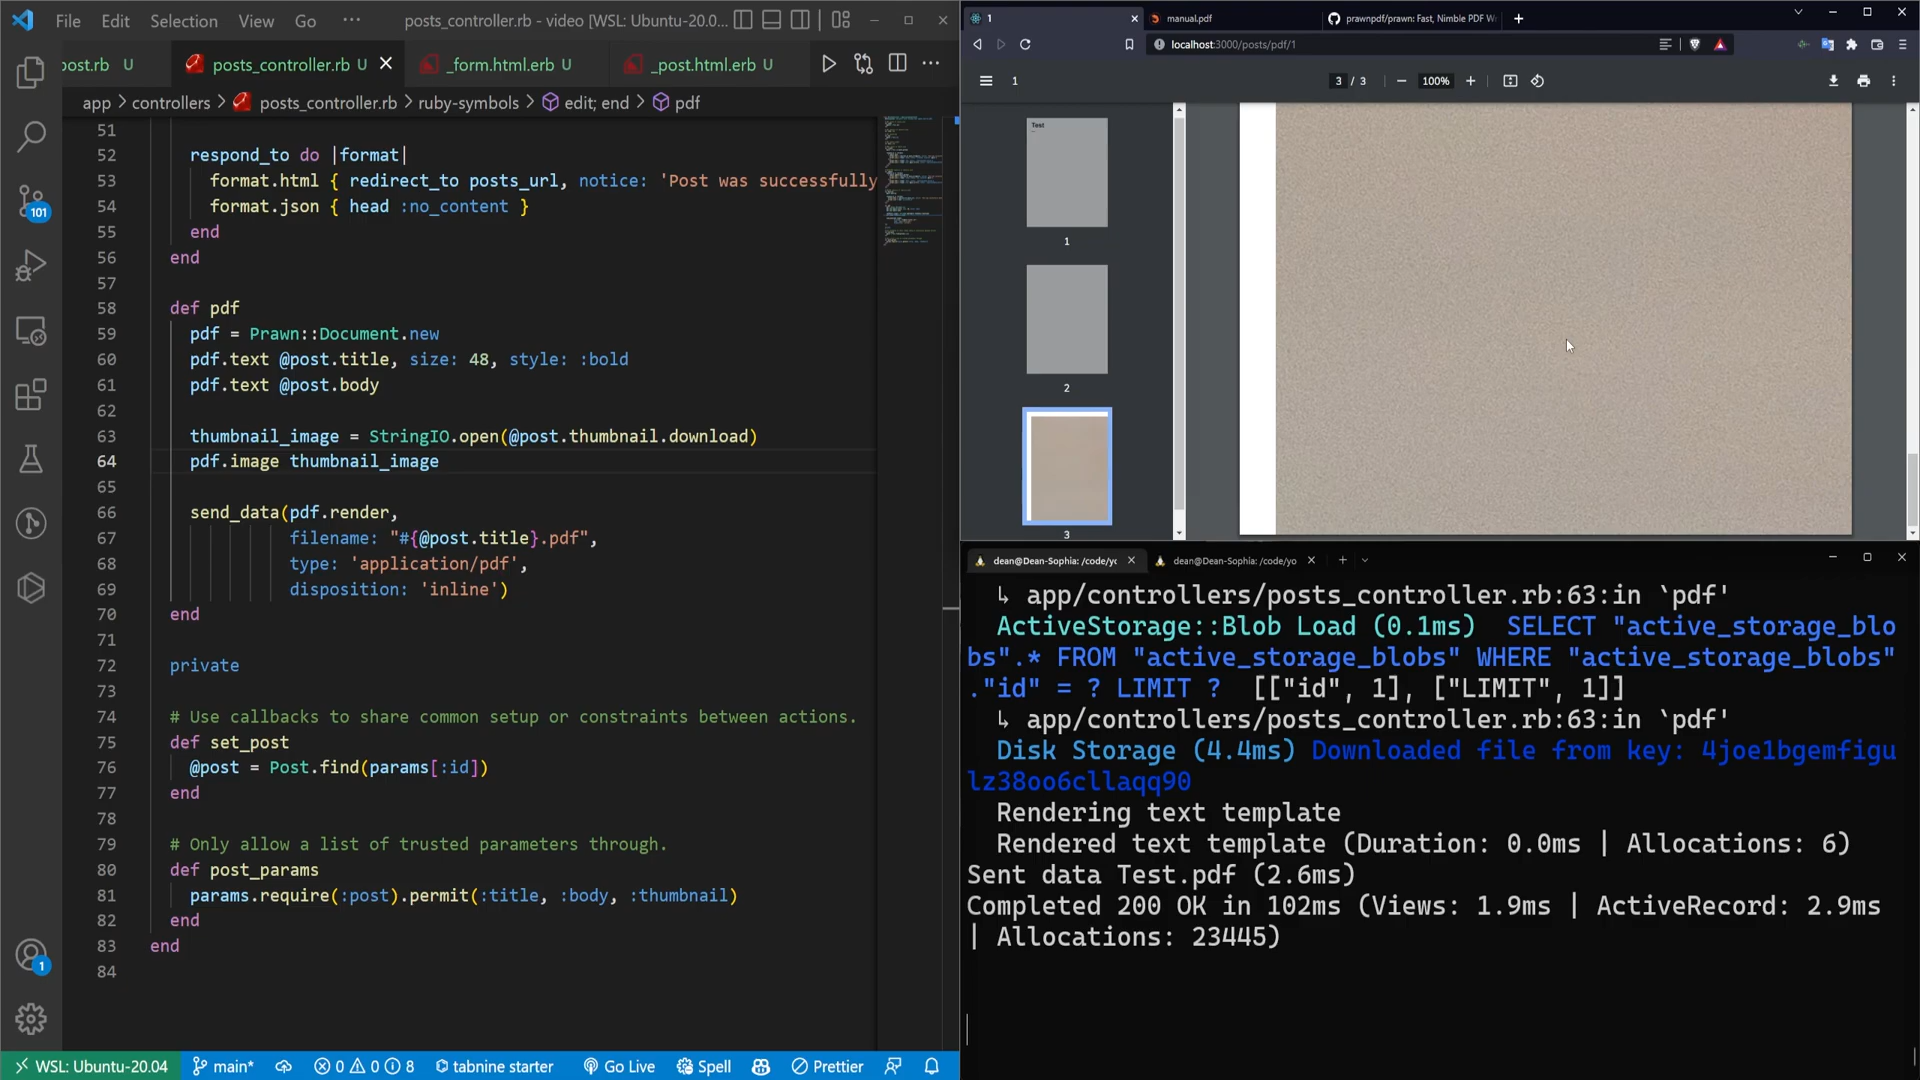 File Edit Selection View Go ··· posts_controller.rb - video [WSL: Ubuntu-20.0...
post.rb U posts_controller.rb U _form.html.erb U _post.html.erb U
app > controllers > posts_controller.rb > ruby-symbols > edit; end > pdf
51
52 respond_to do |format|
53 format.html { redirect_to posts_url, notice: 'Post was successfully
54 format.json { head :no_content }
55 end
56 end
57
58 def pdf
59 pdf = Prawn::Document.new
60 pdf.text @post.title, size: 48, style: :bold
61 pdf.text @post.body
62
63 thumbnail_image = StringIO.open(@post.thumbnail.download)
64 pdf.image thumbnail_image
65
66 send_data(pdf.render,
67 filename: "#{@post.title}.pdf",
68 type: 'application/pdf',
69 disposition: 'inline')
70 end
71
72 private
73
74 # Use callbacks to share common setup or constraints between actions.
75 def set_post
76 @post = Post.find(params[:id])
77 end
78
79 # Only allow a list of trusted parameters through.
80 def post_params
81 params.require(:post).permit(:title, :body, :thumbnail)
82 end
83 end
84
101
1
WSL: Ubuntu-20.04 main* 0 0 8 tabnine starter Go Live Spell Prettier
1 manual.pdf prawnpdf/prawn: Fast, Nimble PDF W
localhost:3000/posts/pdf/1
1 3 / 3 100%
Test
1
2
3
dean@Dean-Sophia: /code/yo dean@Dean-Sophia: /code/yo
↳ app/controllers/posts_controller.rb:63:in `pdf'
ActiveStorage::Blob Load (0.1ms) SELECT "active_storage_blo
bs".* FROM "active_storage_blobs" WHERE "active_storage_blobs"
."id" = ? LIMIT ? [["id", 1], ["LIMIT", 1]]
↳ app/controllers/posts_controller.rb:63:in `pdf'
Disk Storage (4.4ms) Downloaded file from key: 4joe1bgemfigu
lz38oo6cllaqq90
Rendering text template
Rendered text template (Duration: 0.0ms | Allocations: 6)
Sent data Test.pdf (2.6ms)
Completed 200 OK in 102ms (Views: 1.9ms | ActiveRecord: 2.9ms
| Allocations: 23445)